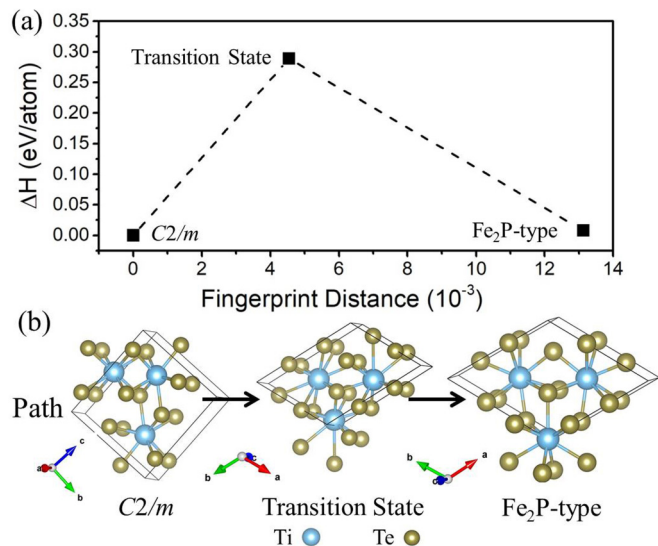 (a)
0.35
0.30
0.25
0.20
0.15
0.10
0.05
0.00
ΔH (eV/atom)
Transition State
C2/m
Fe₂P-type
0 2 4 6 8 10 12 14
Fingerprint Distance (10⁻³)
(b)
Path
a c b
b c a
b c a
C2/m Transition State Fe₂P-type
Ti Te